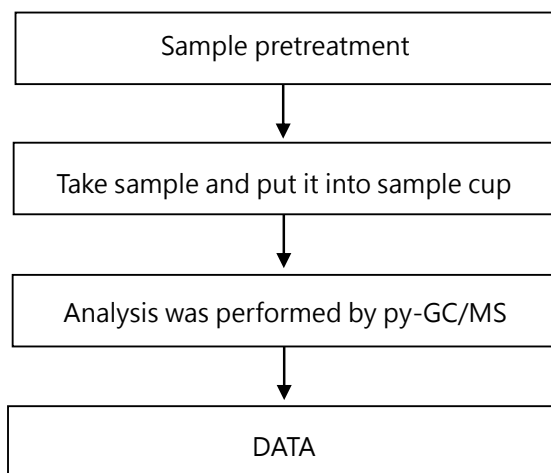 Sample pretreatment
Take sample and put it into sample cup
Analysis was performed by py-GC/MS
DATA